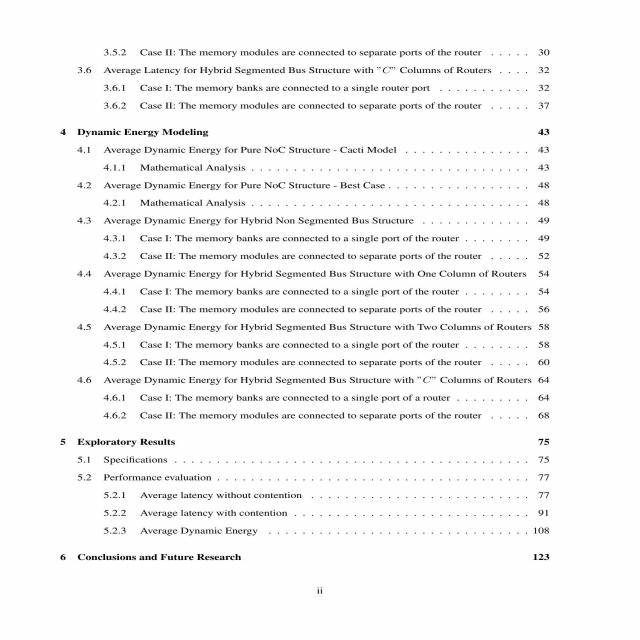 3.5.2 Case II: The memory modules are connected to separate ports of the router . . . . . 30
3.6 Average Latency for Hybrid Segmented Bus Structure with "C" Columns of Routers . . . . 32
3.6.1 Case I: The memory banks are connected to a single router port . . . . . . . . . . . 32
3.6.2 Case II: The memory modules are connected to separate ports of the router . . . . . 37
4 Dynamic Energy Modeling 43
4.1 Average Dynamic Energy for Pure NoC Structure - Cacti Model . . . . . . . . . . . . . . . 43
4.1.1 Mathematical Analysis . . . . . . . . . . . . . . . . . . . . . . . . . . . . . . . . . 43
4.2 Average Dynamic Energy for Pure NoC Structure - Best Case . . . . . . . . . . . . . . . . . 48
4.2.1 Mathematical Analysis . . . . . . . . . . . . . . . . . . . . . . . . . . . . . . . . . 48
4.3 Average Dynamic Energy for Hybrid Non Segmented Bus Structure . . . . . . . . . . . . . 49
4.3.1 Case I: The memory banks are connected to a single port of the router . . . . . . . . 49
4.3.2 Case II: The memory modules are connected to separate ports of the router . . . . . 52
4.4 Average Dynamic Energy for Hybrid Segmented Bus Structure with One Column of Routers 54
4.4.1 Case I: The memory banks are connected to a single port of the router . . . . . . . . 54
4.4.2 Case II: The memory modules are connected to separate ports of the router . . . . . 56
4.5 Average Dynamic Energy for Hybrid Segmented Bus Structure with Two Columns of Routers 58
4.5.1 Case I: The memory banks are connected to a single port of the router . . . . . . . . 58
4.5.2 Case II: The memory modules are connected to separate ports of the router . . . . . 60
4.6 Average Dynamic Energy for Hybrid Segmented Bus Structure with "C" Columns of Routers 64
4.6.1 Case I: The memory banks are connected to a single port of a router . . . . . . . . . 64
4.6.2 Case II: The memory modules are connected to separate ports of the router . . . . . 68
5 Exploratory Results 75
5.1 Specifications . . . . . . . . . . . . . . . . . . . . . . . . . . . . . . . . . . . . . . . . . . 75
5.2 Performance evaluation . . . . . . . . . . . . . . . . . . . . . . . . . . . . . . . . . . . . . 77
5.2.1 Average latency without contention . . . . . . . . . . . . . . . . . . . . . . . . . . 77
5.2.2 Average latency with contention . . . . . . . . . . . . . . . . . . . . . . . . . . . . 91
5.2.3 Average Dynamic Energy . . . . . . . . . . . . . . . . . . . . . . . . . . . . . . . 108
6 Conclusions and Future Research 123
ii